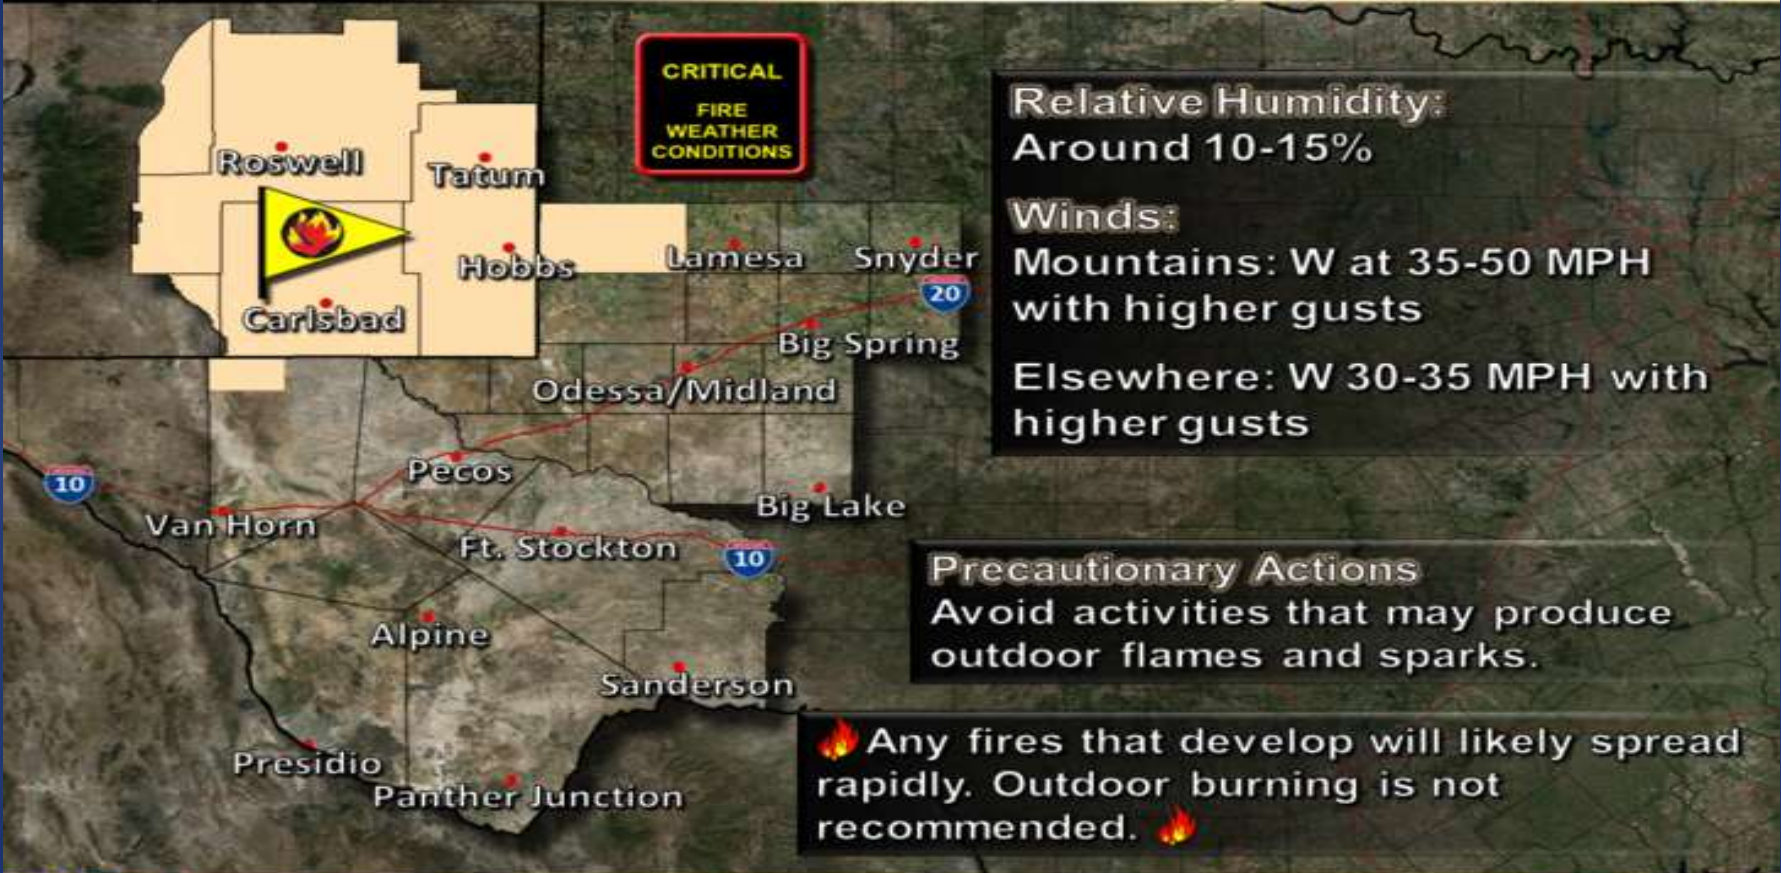 CRITICAL
FIRE
WEATHER
CONDITIONS
Relative Humidity:
Around 10-15%
Winds:
Mountains: W at 35-50 MPH
with higher gusts
Elsewhere: W 30-35 MPH with
higher gusts
Roswell
Tatum
Hobbs
Carlsbad
Lamesa
Snyder
20
Big Spring
Odessa/Midland
Pecos
10
Van Horn
Big Lake
Ft. Stockton
10
Alpine
Sanderson
Presidio
Panther Junction
Precautionary Actions
Avoid activities that may produce
outdoor flames and sparks.
Any fires that develop will likely spread
rapidly. Outdoor burning is not
recommended.